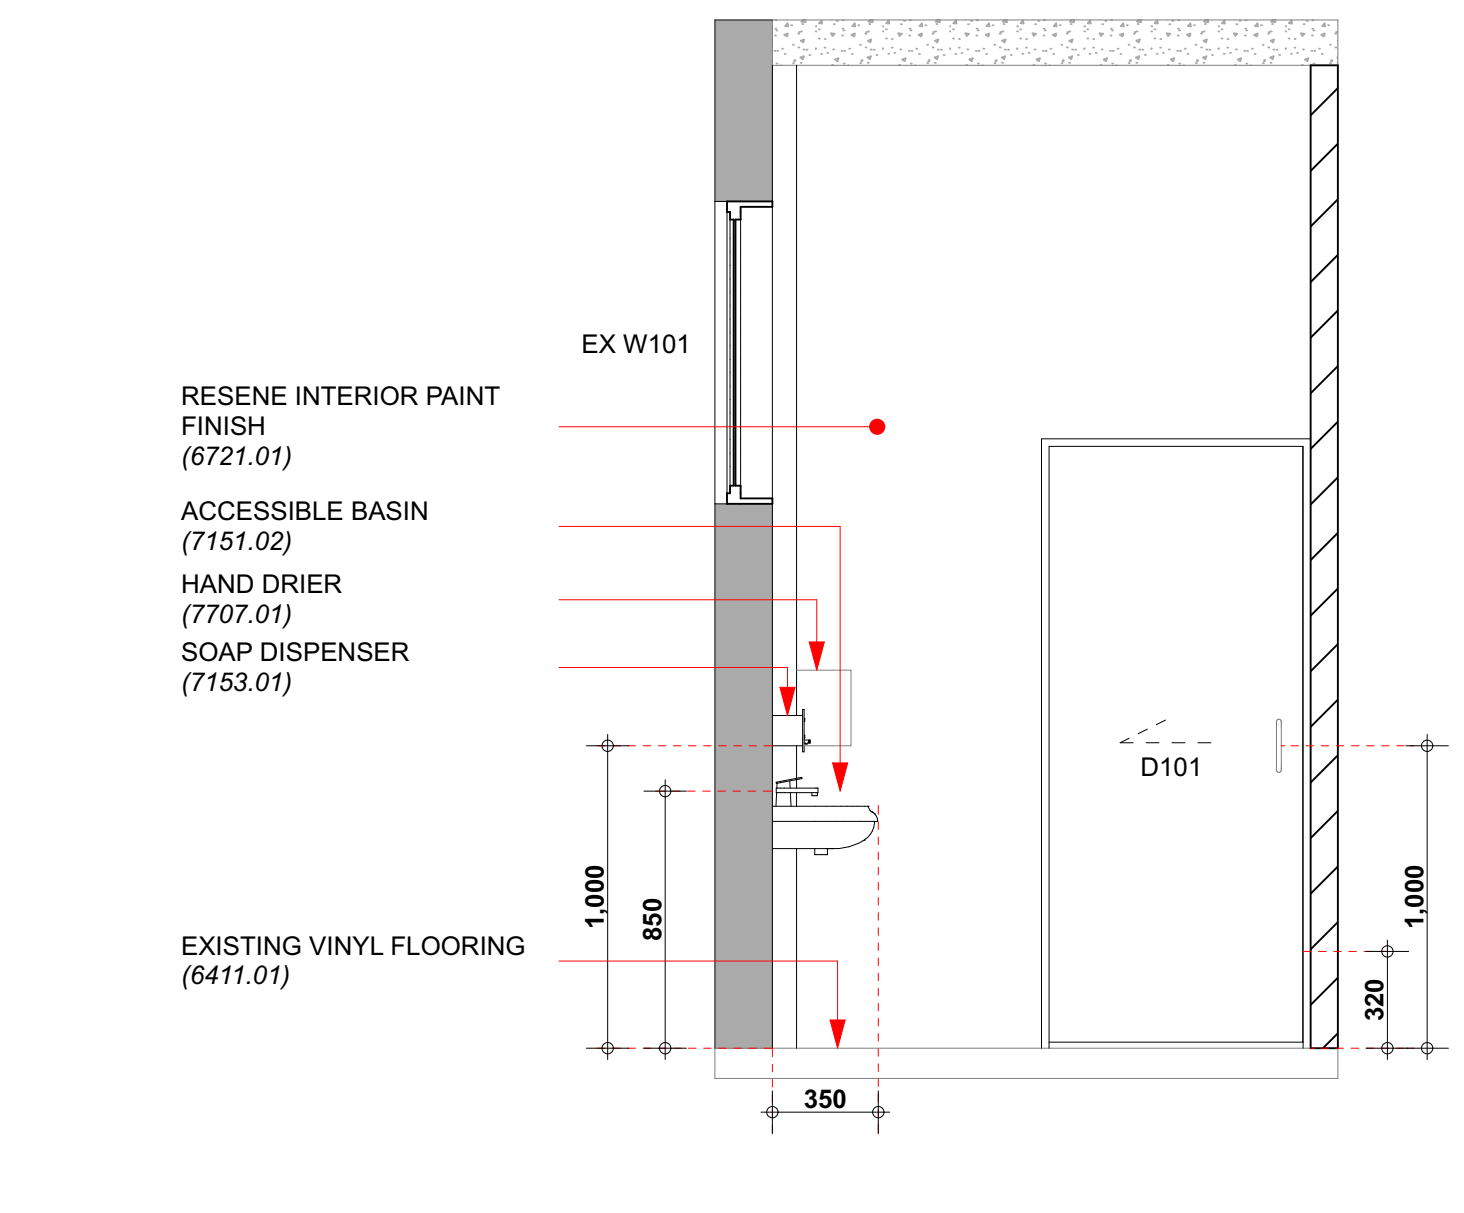 EX W101
RESENE INTERIOR PAINT
FINISH
(6721.01)
ACCESSIBLE BASIN
(7151.02)
HAND DRIER
(7707.01)
SOAP DISPENSER
(7153.01)
D101
1,000
850
1,000
EXISTING VINYL FLOORING
(6411.01)
320
350